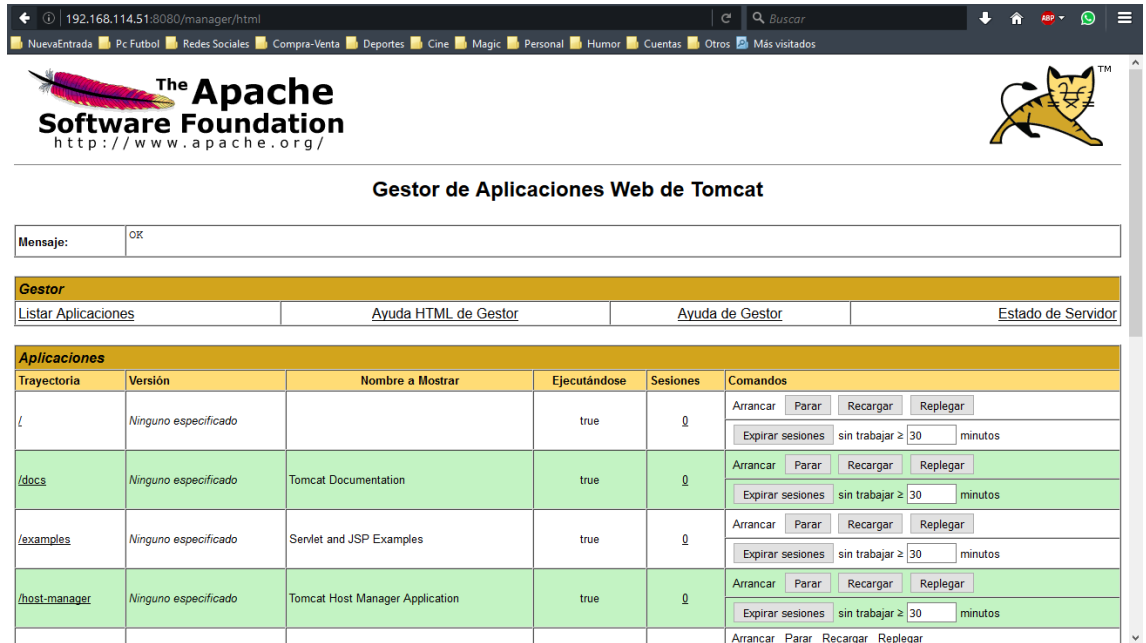 192.168.114.51:8080/manager/html
Buscar
ABP
NuevaEntrada Pc Futbol Redes Sociales Compra-Venta Deportes Cine Magic Personal Humor Cuentas Otros Más visitados
The Apache
Software Foundation
http://www.apache.org/
TM
Gestor de Aplicaciones Web de Tomcat
Mensaje: OK
Gestor
Listar Aplicaciones Ayuda HTML de Gestor Ayuda de Gestor Estado de Servidor
Aplicaciones
Trayectoria Versión Nombre a Mostrar Ejecutándose Sesiones Comandos
Arrancar Parar Recargar Replegar
/ Ninguno especificado true 0
Expirar sesiones sin trabajar ≥ 30 minutos
Arrancar Parar Recargar Replegar
/docs Ninguno especificado Tomcat Documentation true 0
Expirar sesiones sin trabajar ≥ 30 minutos
Arrancar Parar Recargar Replegar
/examples Ninguno especificado Servlet and JSP Examples true 0
Expirar sesiones sin trabajar ≥ 30 minutos
Arrancar Parar Recargar Replegar
/host-manager Ninguno especificado Tomcat Host Manager Application true 0
Expirar sesiones sin trabajar ≥ 30 minutos
Arrancar Parar Recargar Replegar